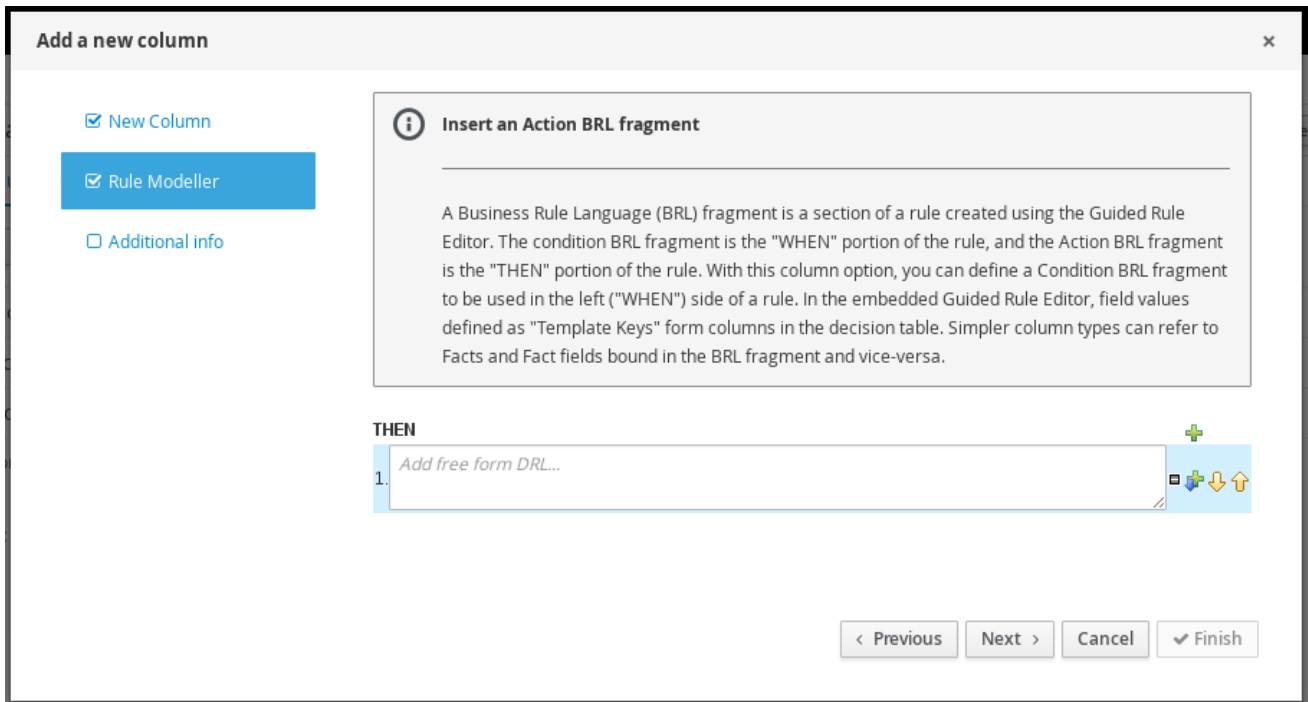 Add a new column
×
New Column
Rule Modeller
Additional info
Insert an Action BRL fragment
A Business Rule Language (BRL) fragment is a section of a rule created using the Guided Rule
Editor. The condition BRL fragment is the "WHEN" portion of the rule, and the Action BRL fragment
is the "THEN" portion of the rule. With this column option, you can define a Condition BRL fragment
to be used in the left ("WHEN") side of a rule. In the embedded Guided Rule Editor, field values
defined as "Template Keys" form columns in the decision table. Simpler column types can refer to
Facts and Fact fields bound in the BRL fragment and vice-versa.
THEN
1. Add free form DRL...
‹ Previous Next › Cancel ✔ Finish